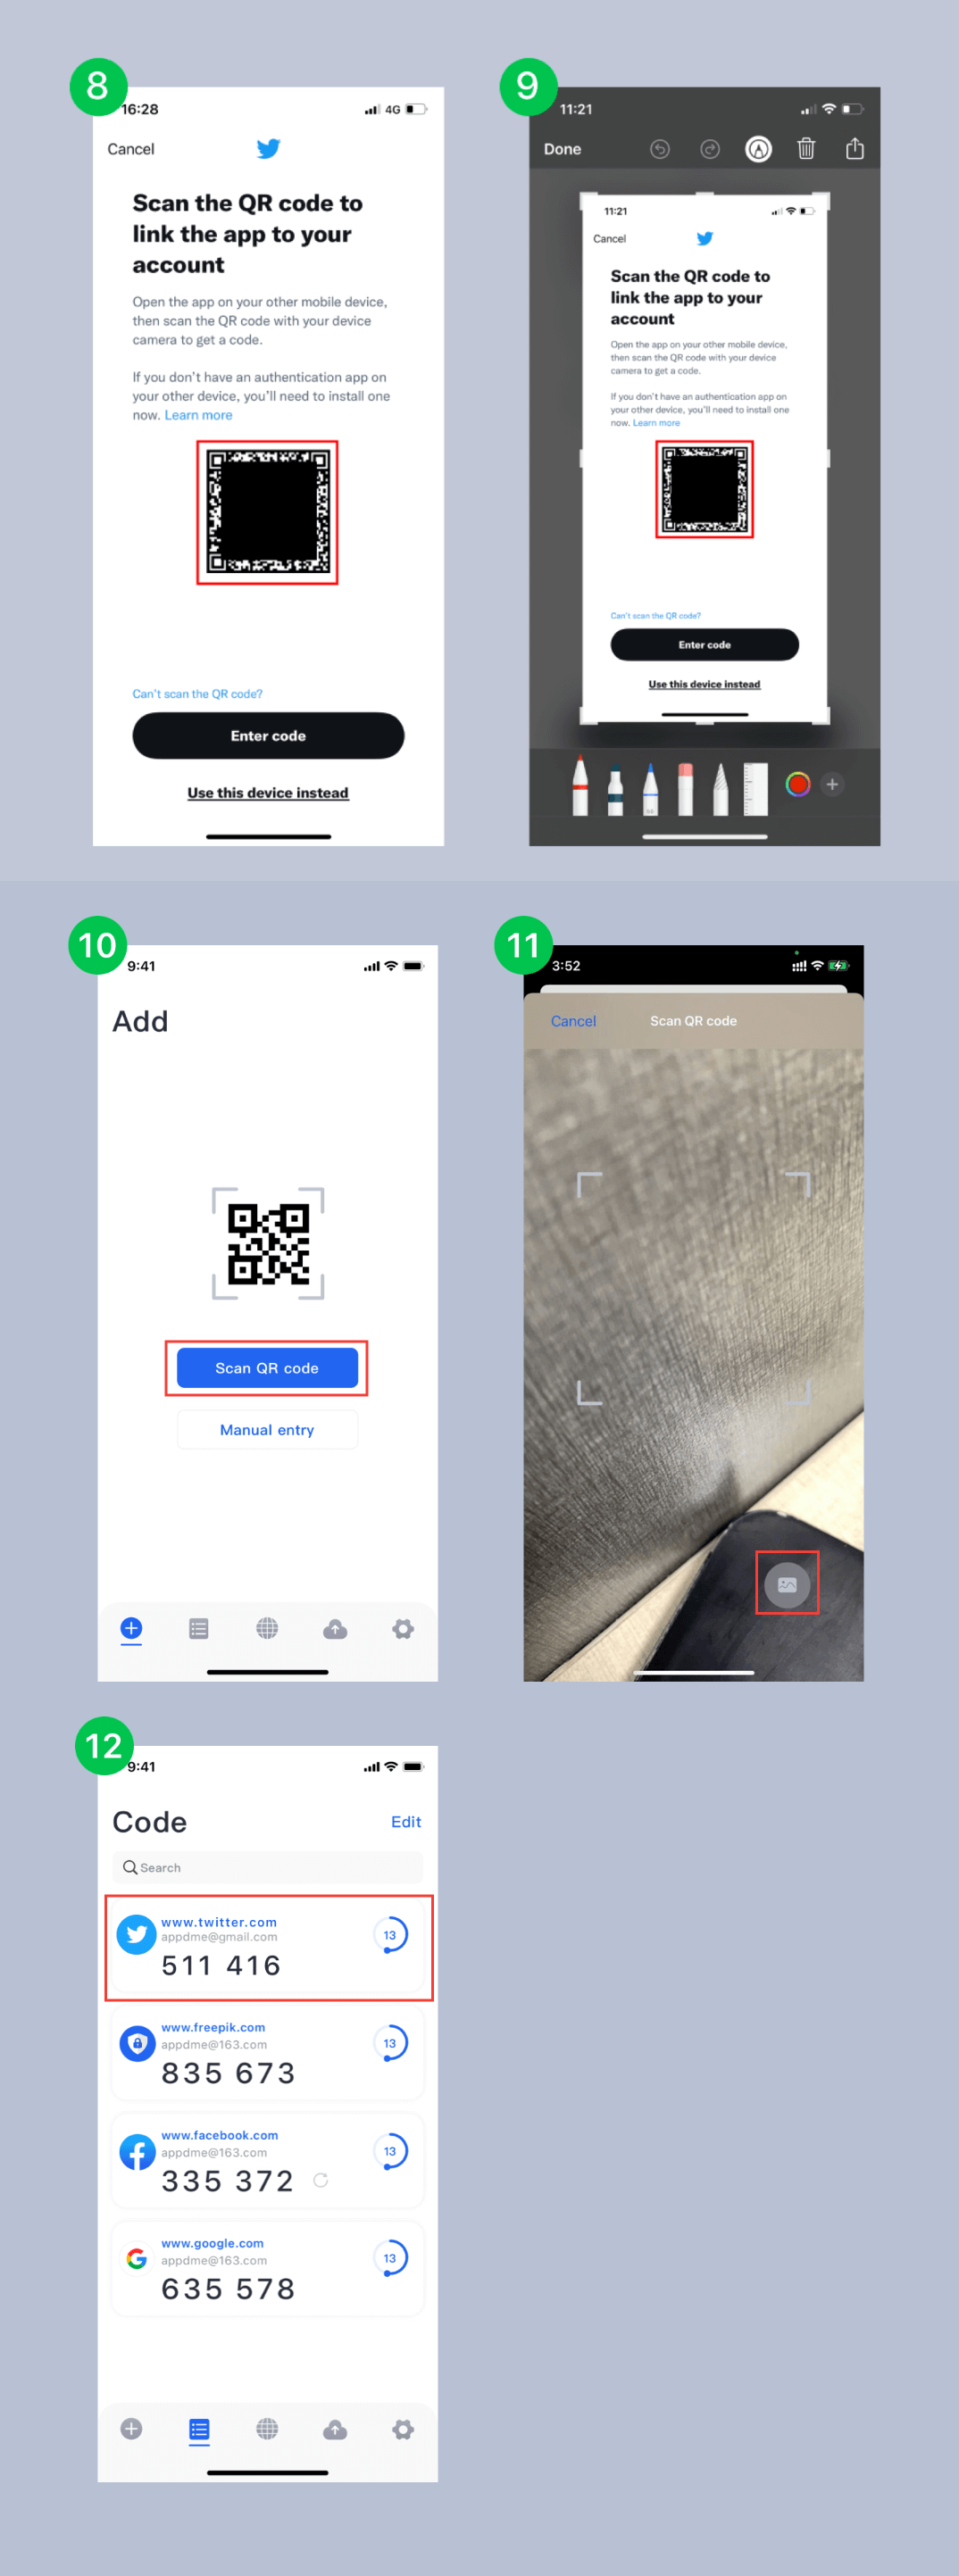 8
16:28
4G
Cancel
Scan the QR code to
link the app to your
account
Open the app on your other mobile device,
then scan the QR code with your device
camera to get a code.
If you don't have an authentication app on
your other device, you'll need to install one
now. Learn more
Can't scan the QR code?
Enter code
Use this device instead
9
11:21
Done
11:21
Cancel
Scan the QR code to
link the app to your
account
Open the app on your other mobile device,
then scan the QR code with your device
camera to get a code.
If you don't have an authentication app on
your other device, you'll need to install one
now. Learn more
Can't scan the QR code?
Enter code
Use this device instead
10
9:41
Add
Scan QR code
Manual entry
11
3:52
Cancel
Scan QR code
12
9:41
Code
Edit
Search
www.twitter.com
appdme@gmail.com
13
511 416
www.freepik.com
appdme@163.com
13
835 673
www.facebook.com
appdme@163.com
13
335 372
www.google.com
appdme@163.com
13
635 578